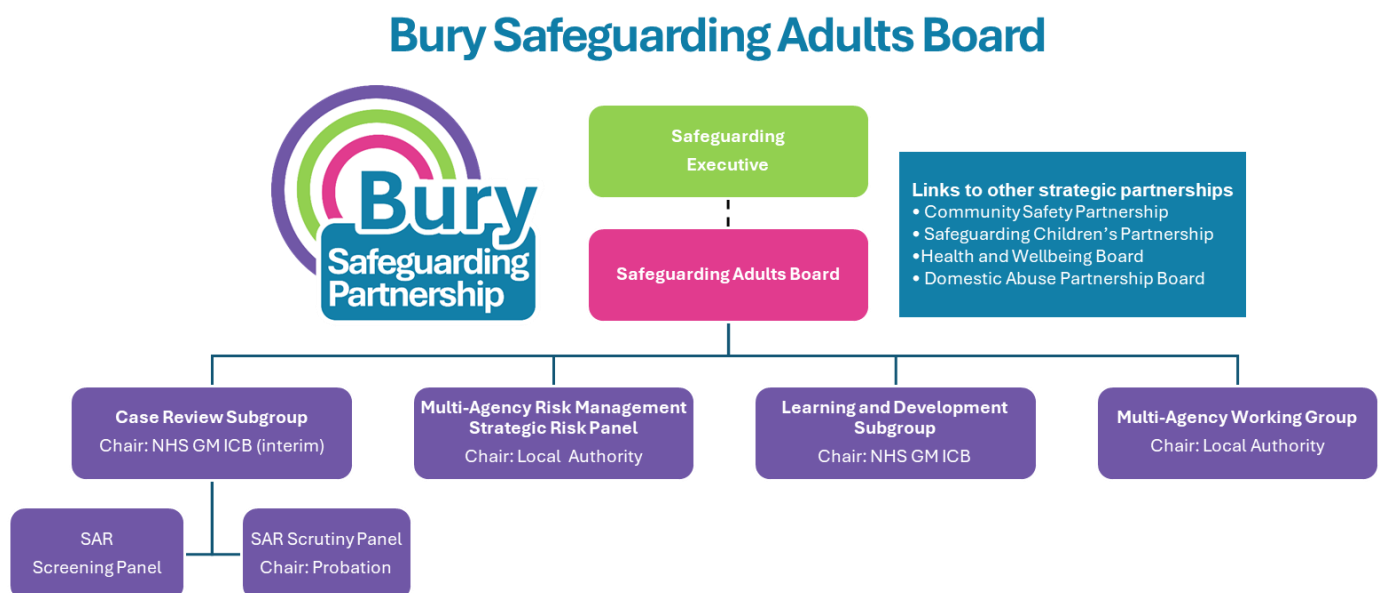 Bury Safeguarding Adults Board
Bury
Safeguarding
Partnership
Safeguarding
Executive
Safeguarding Adults Board
Links to other strategic partnerships
• Community Safety Partnership
• Safeguarding Children’s Partnership
•Health and Wellbeing Board
• Domestic Abuse Partnership Board
Case Review Subgroup
Chair: NHS GM ICB (interim)
Multi-Agency Risk Management
Strategic Risk Panel
Chair: Local Authority
Learning and Development
Subgroup
Chair: NHS GM ICB
Multi-Agency Working Group
Chair: Local Authority
SAR
Screening Panel
SAR Scrutiny Panel
Chair: Probation